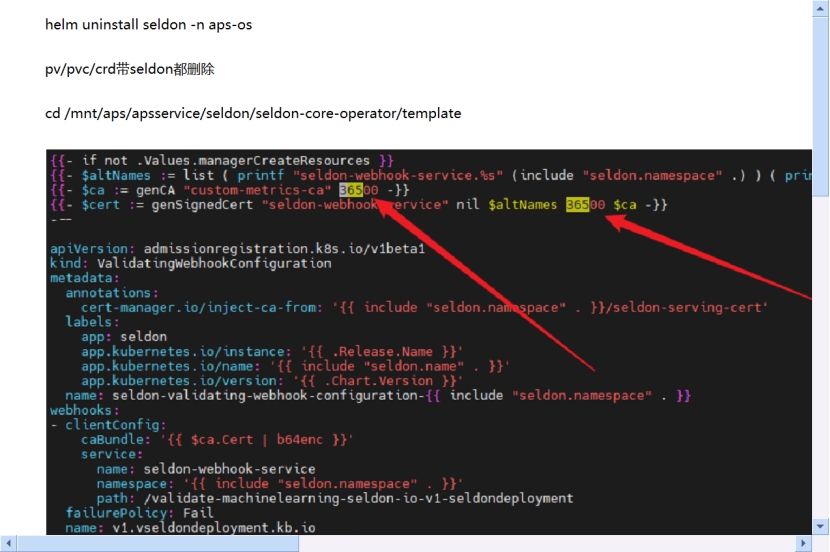 helm uninstall seldon -n aps-os
pv/pvc/crd带seldon都删除
cd /mnt/aps/apsservice/seldon/seldon-core-operator/template
{{- if not .Values.managerCreateResources }}
{{- $altNames := list ( printf "seldon-webhook-service.%s" (include "seldon.namespace" .) ) ( prin
{{- $ca := genCA "custom-metrics-ca" 36500 -}}
{{- $cert := genSignedCert "seldon-webhook-service" nil $altNames 36500 $ca -}}
---
apiVersion: admissionregistration.k8s.io/v1beta1
kind: ValidatingWebhookConfiguration
metadata:
  annotations:
    cert-manager.io/inject-ca-from: '{{ include "seldon.namespace" . }}/seldon-serving-cert'
  labels:
    app: seldon
    app.kubernetes.io/instance: '{{ .Release.Name }}'
    app.kubernetes.io/name: '{{ include "seldon.name" . }}'
    app.kubernetes.io/version: '{{ .Chart.Version }}'
  name: seldon-validating-webhook-configuration-{{ include "seldon.namespace" . }}
webhooks:
- clientConfig:
    caBundle: '{{ $ca.Cert | b64enc }}'
    service:
      name: seldon-webhook-service
      namespace: '{{ include "seldon.namespace" . }}'
      path: /validate-machinelearning-seldon-io-v1-seldondeployment
  failurePolicy: Fail
  name: v1.vseldondeployment.kb.io